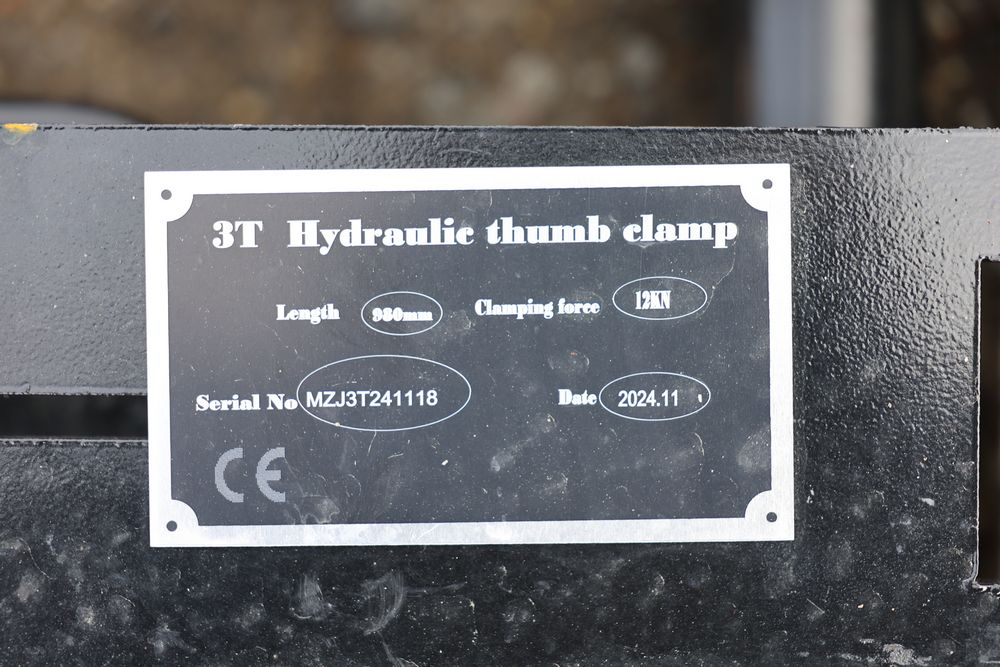 3T Hydraulic thumb clamp
Length 980mm Clamping force 12KN
Serial No MZJ3T241118 Date 2024.11
CE